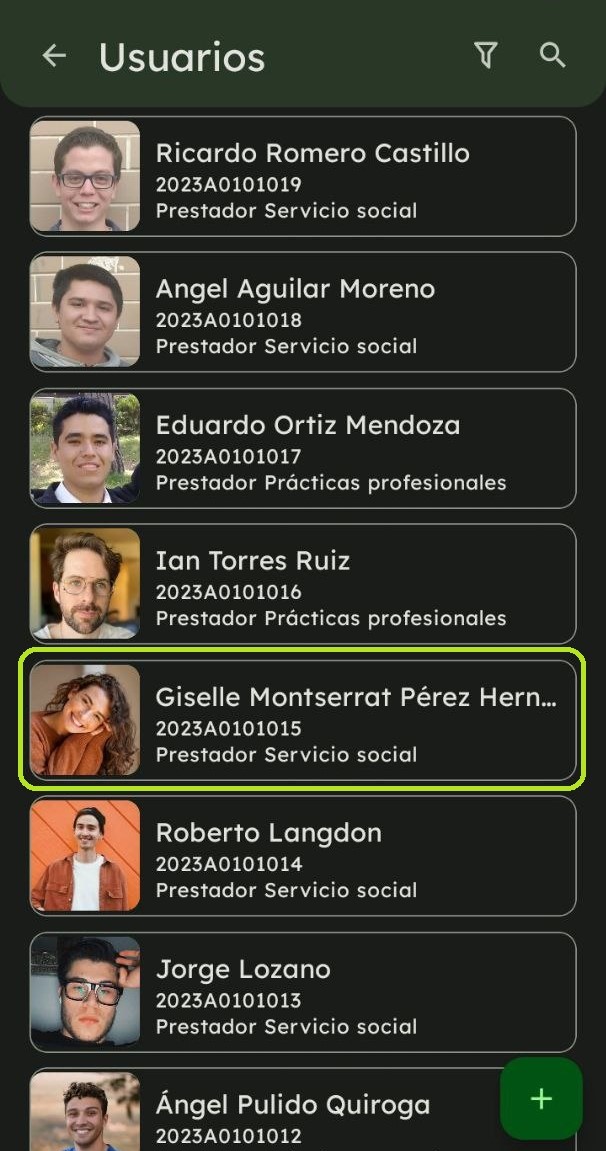 Usuarios
Ricardo Romero Castillo
2023A0101019
Prestador Servicio social
Angel Aguilar Moreno
2023A0101018
Prestador Servicio social
Eduardo Ortiz Mendoza
2023A0101017
Prestador Prácticas profesionales
Ian Torres Ruiz
2023A0101016
Prestador Prácticas profesionales
Giselle Montserrat Pérez Hern...
2023A0101015
Prestador Servicio social
Roberto Langdon
2023A0101014
Prestador Servicio social
Jorge Lozano
2023A0101013
Prestador Servicio social
Ángel Pulido Quiroga
2023A0101012